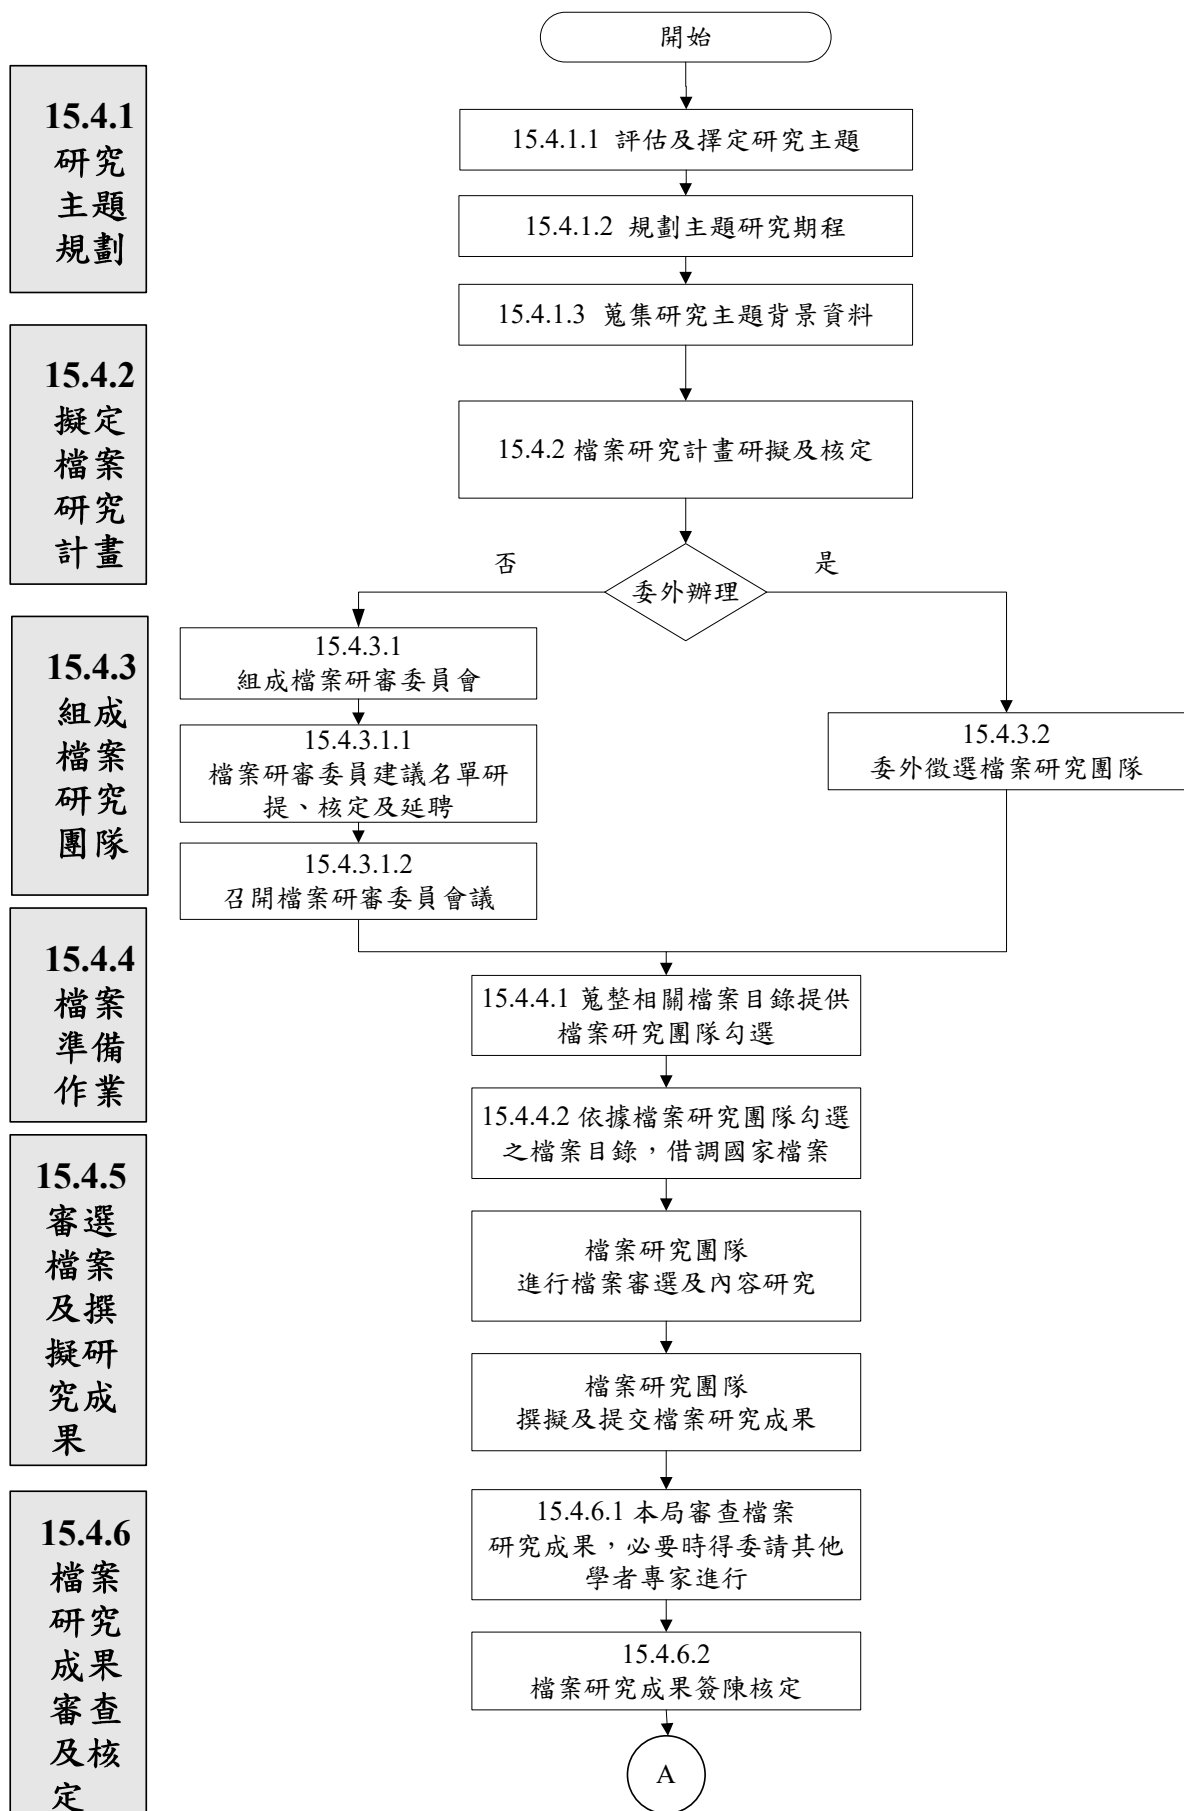 開始
15.4.1
研究
主題
規劃
15.4.1.1 評估及擇定研究主題
15.4.1.2 規劃主題研究期程
15.4.1.3 蒐集研究主題背景資料
15.4.2
擬定
檔案
研究
計畫
15.4.2 檔案研究計畫研擬及核定
否
是
委外辦理
15.4.3
組成
檔案
研究
團隊
15.4.3.1
組成檔案研審委員會
15.4.3.1.1
檔案研審委員建議名單研
提、核定及延聘
15.4.3.1.2
召開檔案研審委員會議
15.4.3.2
委外徵選檔案研究團隊
15.4.4
檔案
準備
作業
15.4.4.1 蒐整相關檔案目錄提供
檔案研究團隊勾選
15.4.4.2 依據檔案研究團隊勾選
之檔案目錄，借調國家檔案
15.4.5
審選
檔案
及撰
擬研
究成
果
檔案研究團隊
進行檔案審選及內容研究
檔案研究團隊
撰擬及提交檔案研究成果
15.4.6
檔案
研究
成果
審查
及核
定
15.4.6.1 本局審查檔案
研究成果，必要時得委請其他
學者專家進行
15.4.6.2
檔案研究成果簽陳核定
A